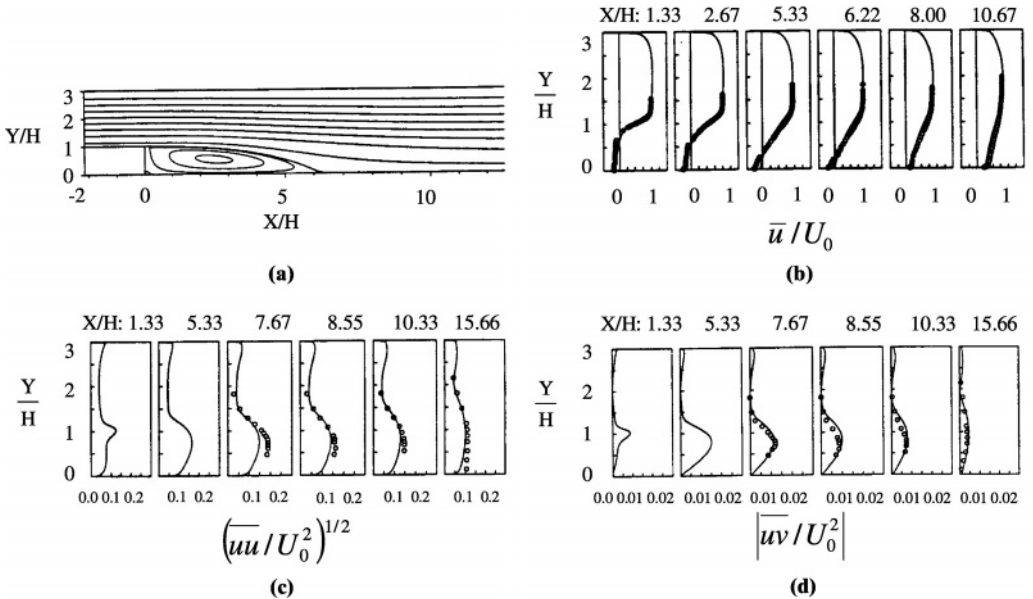 3
Y/H 2
1
0
-2 0 5 10
X/H
(a)
X/H: 1.33 2.67 5.33 6.22 8.00 10.67
3
Y/H 2
1
0
0 1 0 1 0 1 0 1 0 1 0 1
u̅ / U₀
(b)
X/H: 1.33 5.33 7.67 8.55 10.33 15.66
3
Y/H 2
1
0
0.0 0.1 0.2 0.1 0.2 0.1 0.2 0.1 0.2 0.1 0.2 0.1 0.2
(u̅u̅ / U₀²)^1/2
(c)
X/H: 1.33 5.33 7.67 8.55 10.33 15.66
3
Y/H 2
1
0
0.0 0.01 0.02 0.01 0.02 0.01 0.02 0.01 0.02 0.01 0.02 0.01 0.02
|u̅v̅ / U₀²|
(d)